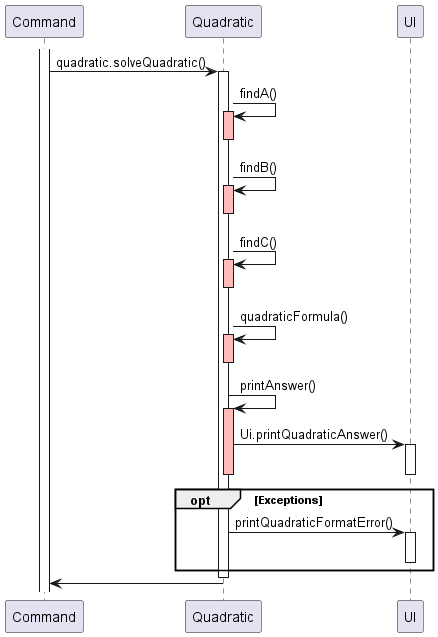 Command Quadratic UI
quadratic.solveQuadratic()
findA()
findB()
findC()
quadraticFormula()
printAnswer()
Ui.printQuadraticAnswer()
opt [Exceptions]
printQuadraticFormatError()
Command Quadratic UI